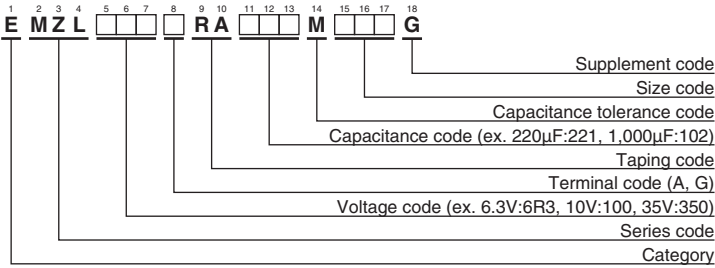 1 2 3 4 5 6 7 8 9 10 11 12 13 14 15 16 17 18
E M Z L □□□ □ R A □□□ M □□□ G
Supplement code
Size code
Capacitance tolerance code
Capacitance code (ex. 220µF:221, 1,000µF:102)
Taping code
Terminal code (A, G)
Voltage code (ex. 6.3V:6R3, 10V:100, 35V:350)
Series code
Category